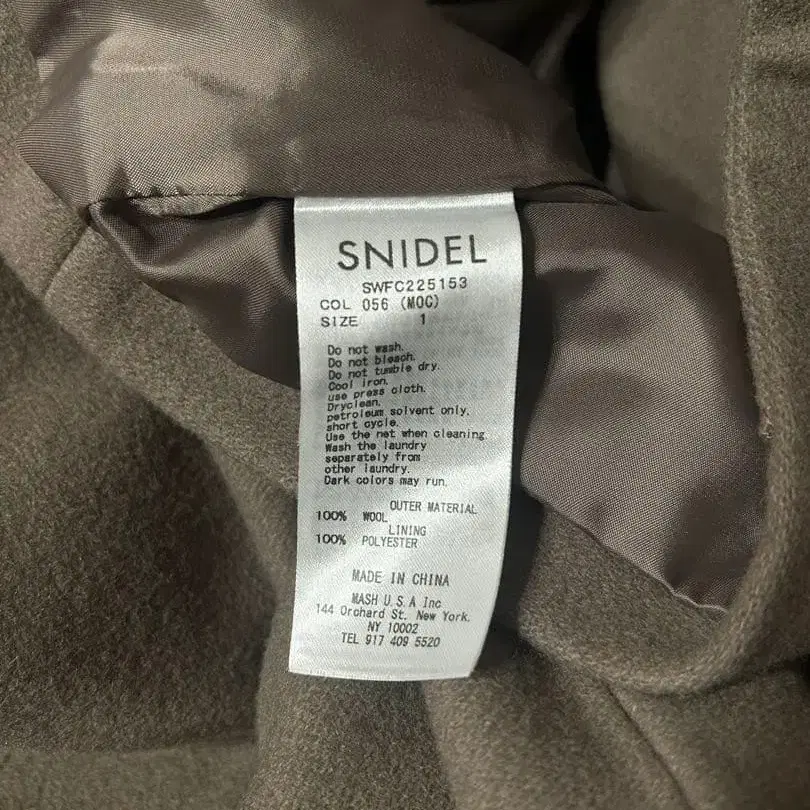 SNIDEL
SWFC225153
COL 056 (MOC)
SIZE 1
Do not wash.
Do not bleach.
Do not tumble dry.
Cool iron.
use press cloth.
Dryclean.
petroleum solvent only,
short cycle.
Use the net when cleaning
Wash the laundry
separately from
other laundry.
Dark colors may run.
OUTER MATERIAL
100% WOOL
LINING
100% POLYESTER
MADE IN CHINA
MASH U.S.A Inc
144 Orchard St. New York.
NY 10002
TEL 917 409 5520